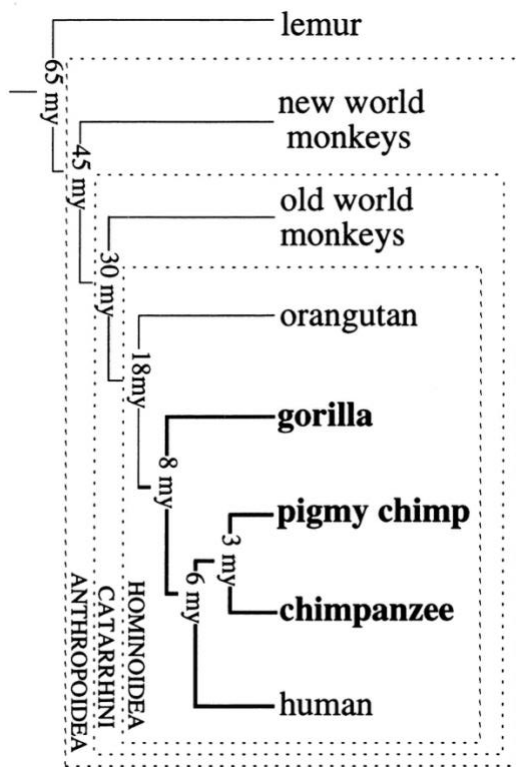 lemur
65 my
new world
monkeys
45 my
old world
monkeys
30 my
orangutan
18my
gorilla
8 my
pigmy chimp
3 my
6 my
chimpanzee
human
HOMINOIDEA
CATARRHINI
ANTHROPOIDEA